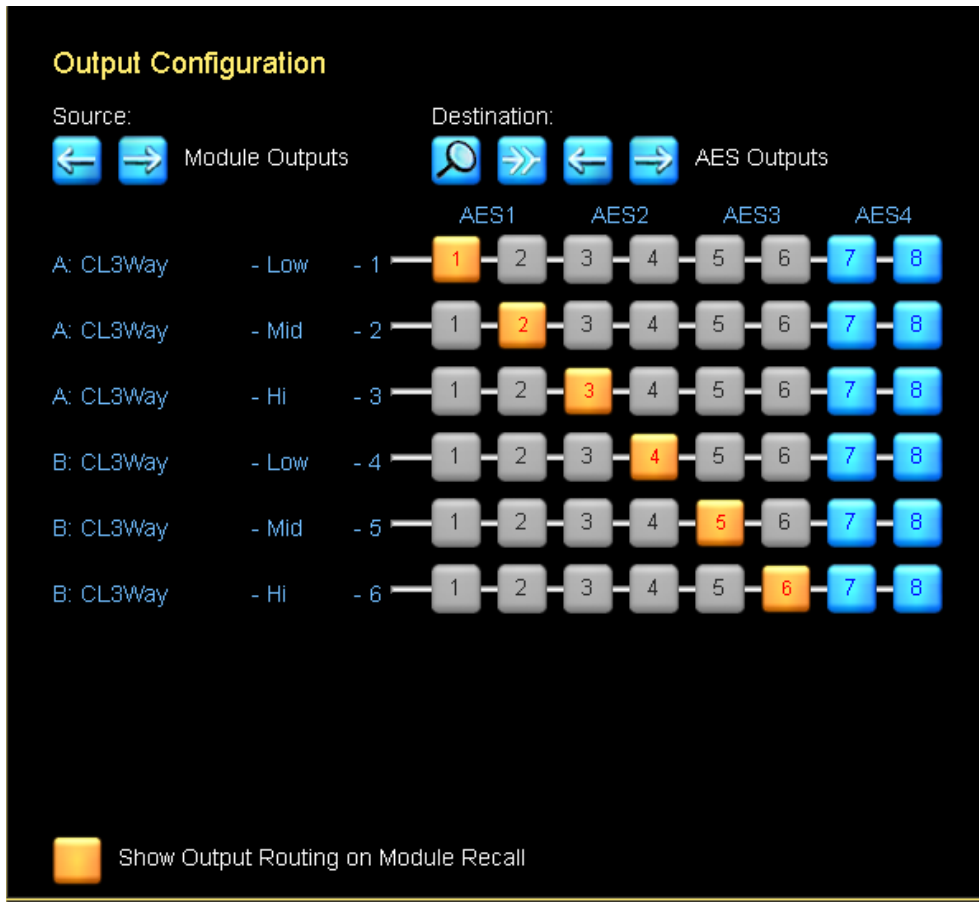 Output Configuration
Source: Destination:
Module Outputs AES Outputs
AES1 AES2 AES3 AES4
A: CL3Way - Low - 1 1 2 3 4 5 6 7 8
A: CL3Way - Mid - 2 1 2 3 4 5 6 7 8
A: CL3Way - Hi - 3 1 2 3 4 5 6 7 8
B: CL3Way - Low - 4 1 2 3 4 5 6 7 8
B: CL3Way - Mid - 5 1 2 3 4 5 6 7 8
B: CL3Way - Hi - 6 1 2 3 4 5 6 7 8
Show Output Routing on Module Recall